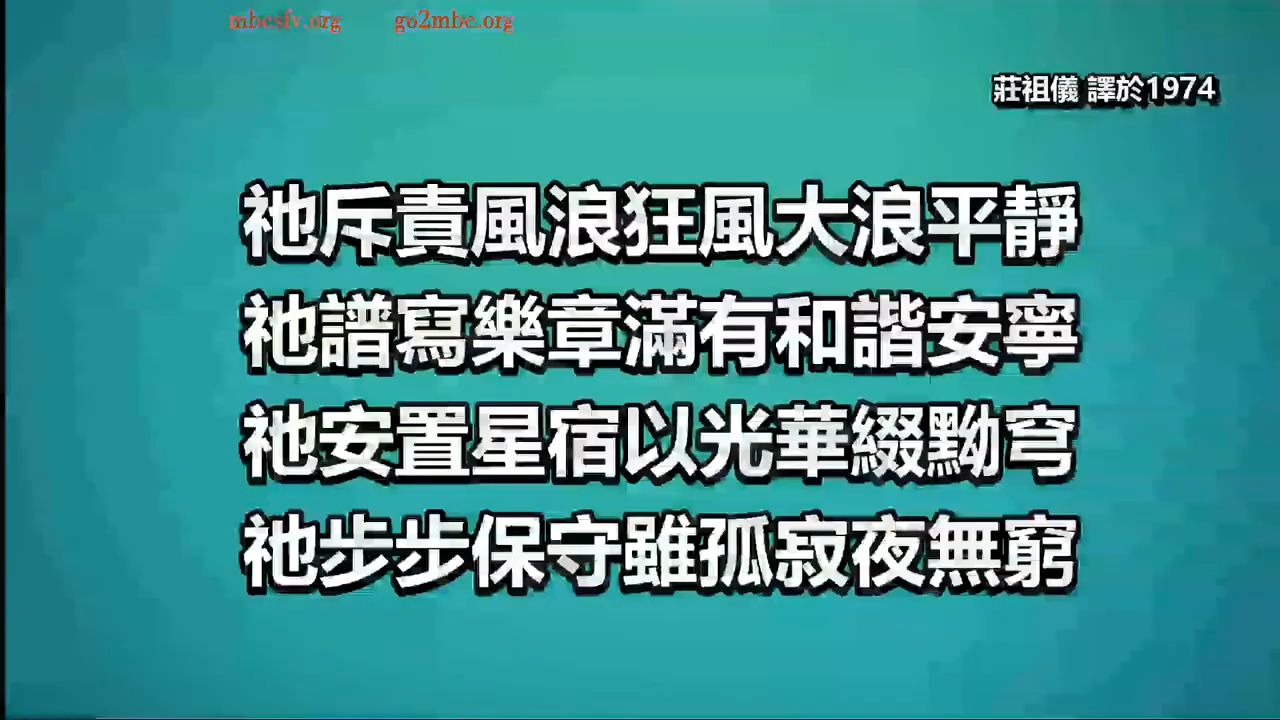 mbcsfv.org go2mbc.org
莊祖儀 譯於1974
祂斥責風浪狂風大浪平靜
祂譜寫樂章滿有和諧安寧
祂安置星宿以光華綴黝穹
祂步步保守雖孤寂夜無窮